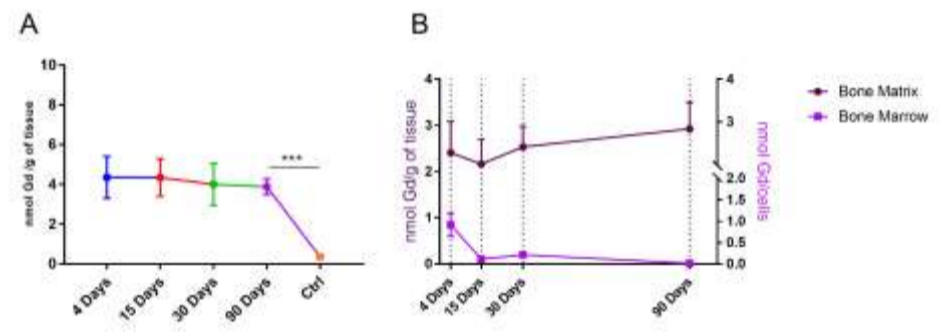 A
B
10
8
6
4
2
0
nmol Gd /g of tissue
***
4 Days
15 Days
30 Days
90 Days
Ctrl
4
3
2
1
0
nmol Gd/g of tissue
4
3
2.0
1.5
1.0
0.5
0.0
nmol Gd/cells
4 Days
15 Days
30 Days
90 Days
Bone Matrix
Bone Marrow